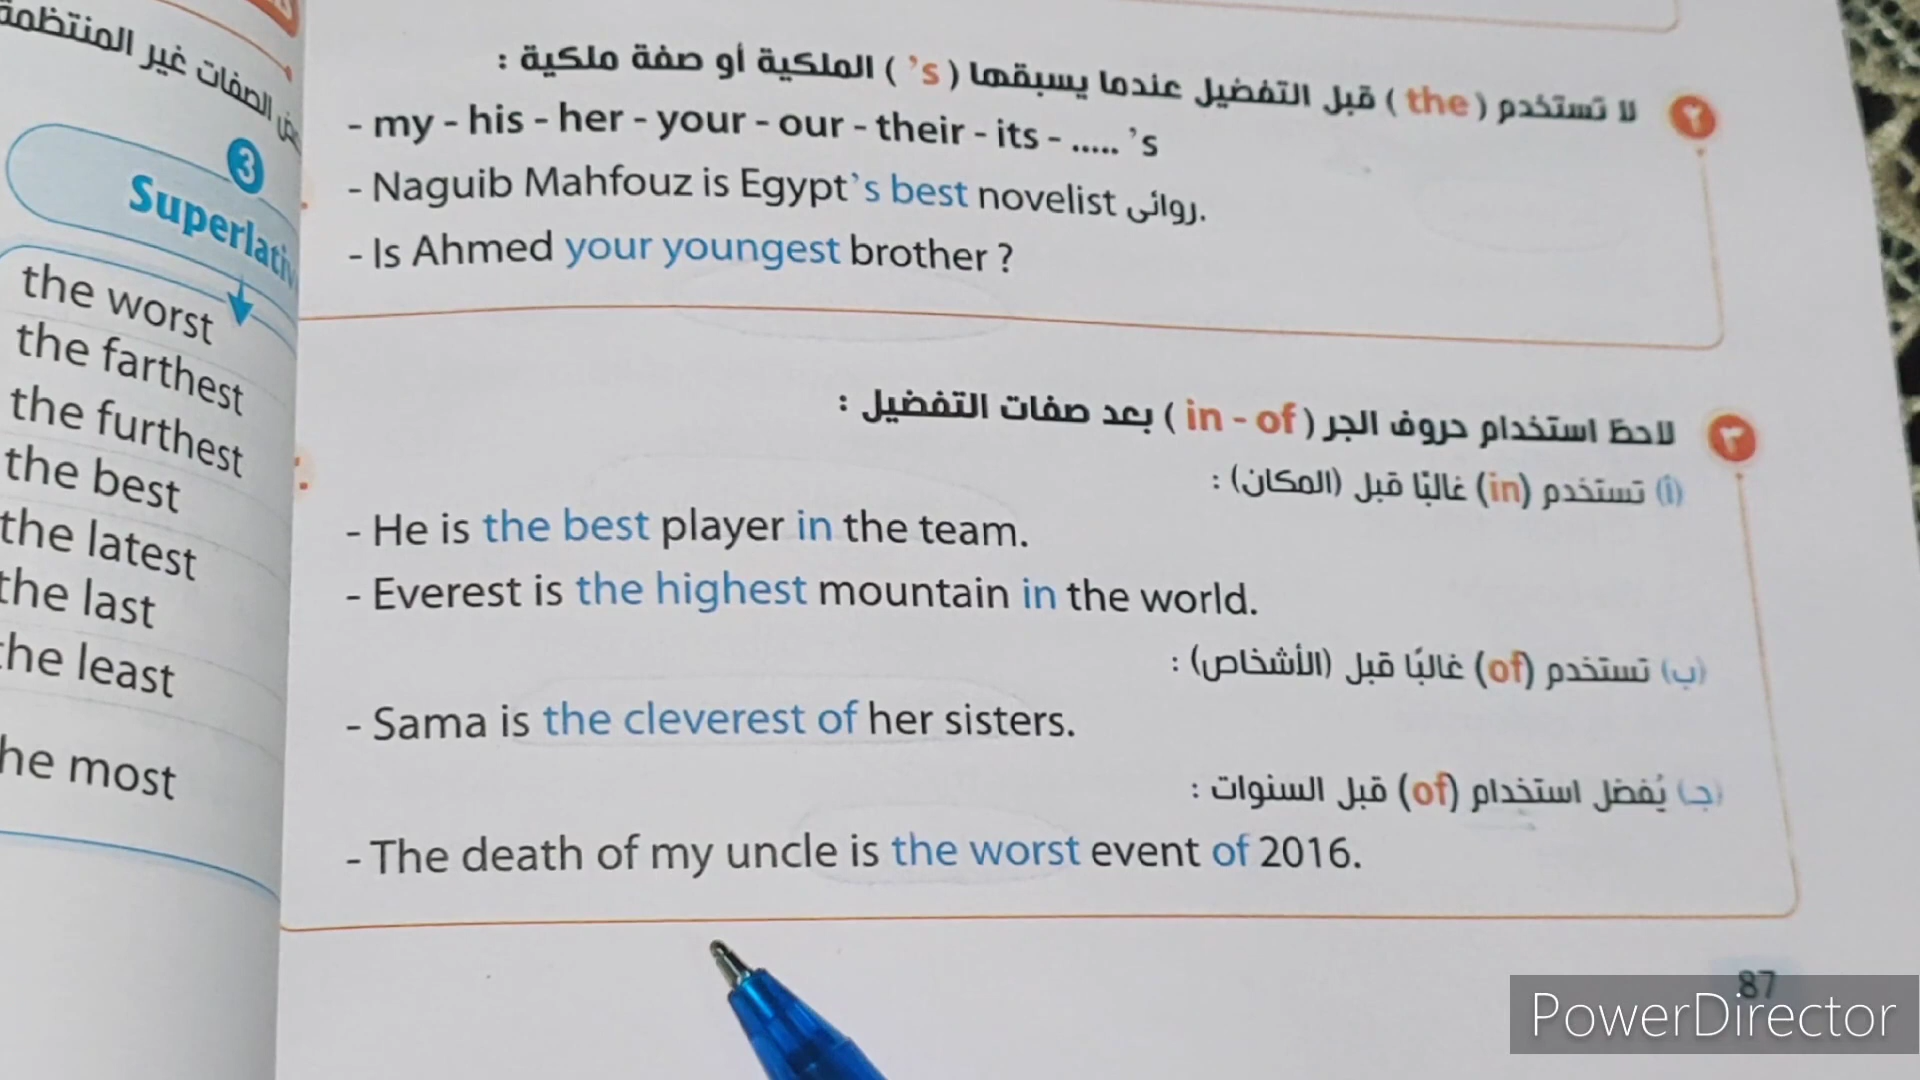 الصفات غير المنتظمة
3
Superlativ
the worst
the farthest
the furthest
the best
the latest
the last
the least
he most
٢ لا تستخدم ( the ) قبل التفضيل عندما يسبقها ( ’s ) الملكية أو صفة ملكية :
- my - his - her - your - our - their - its - ..... ’s
- Naguib Mahfouz is Egypt’s best novelist روائى.
- Is Ahmed your youngest brother ?
٣ لاحظ استخدام حروف الجر ( in - of ) بعد صفات التفضيل :
(أ) تستخدم (in) غالبًا قبل (المكان) :
- He is the best player in the team.
- Everest is the highest mountain in the world.
(ب) تستخدم (of) غالبًا قبل (الأشخاص) :
- Sama is the cleverest of her sisters.
(جـ) يُفضل استخدام (of) قبل السنوات :
- The death of my uncle is the worst event of 2016.
87
PowerDirector